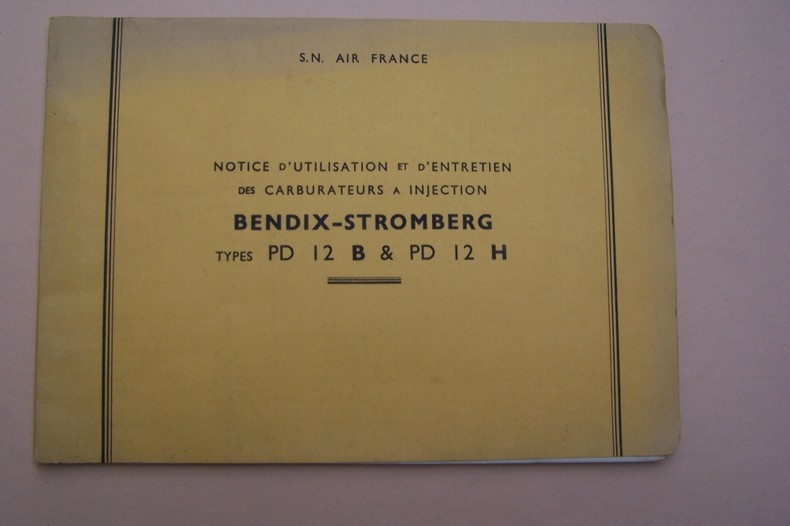 S.N. AIR FRANCE
NOTICE D'UTILISATION ET D'ENTRETIEN
DES CARBURATEURS A INJECTION
BENDIX-STROMBERG
TYPES PD 12 B & PD 12 H